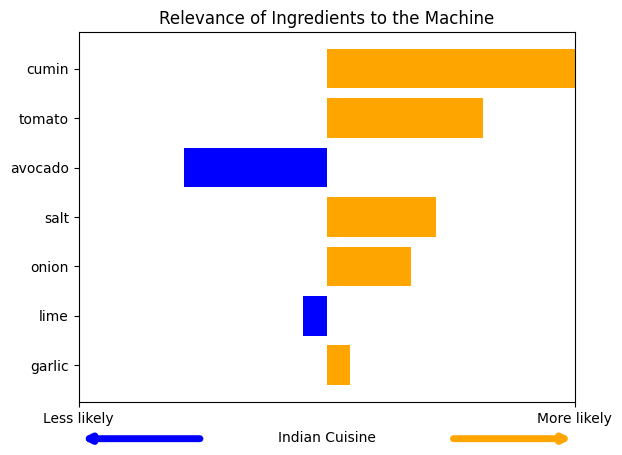 Relevance of Ingredients to the Machine
cumin
tomato
avocado
salt
onion
lime
garlic
Less likely
More likely
Indian Cuisine